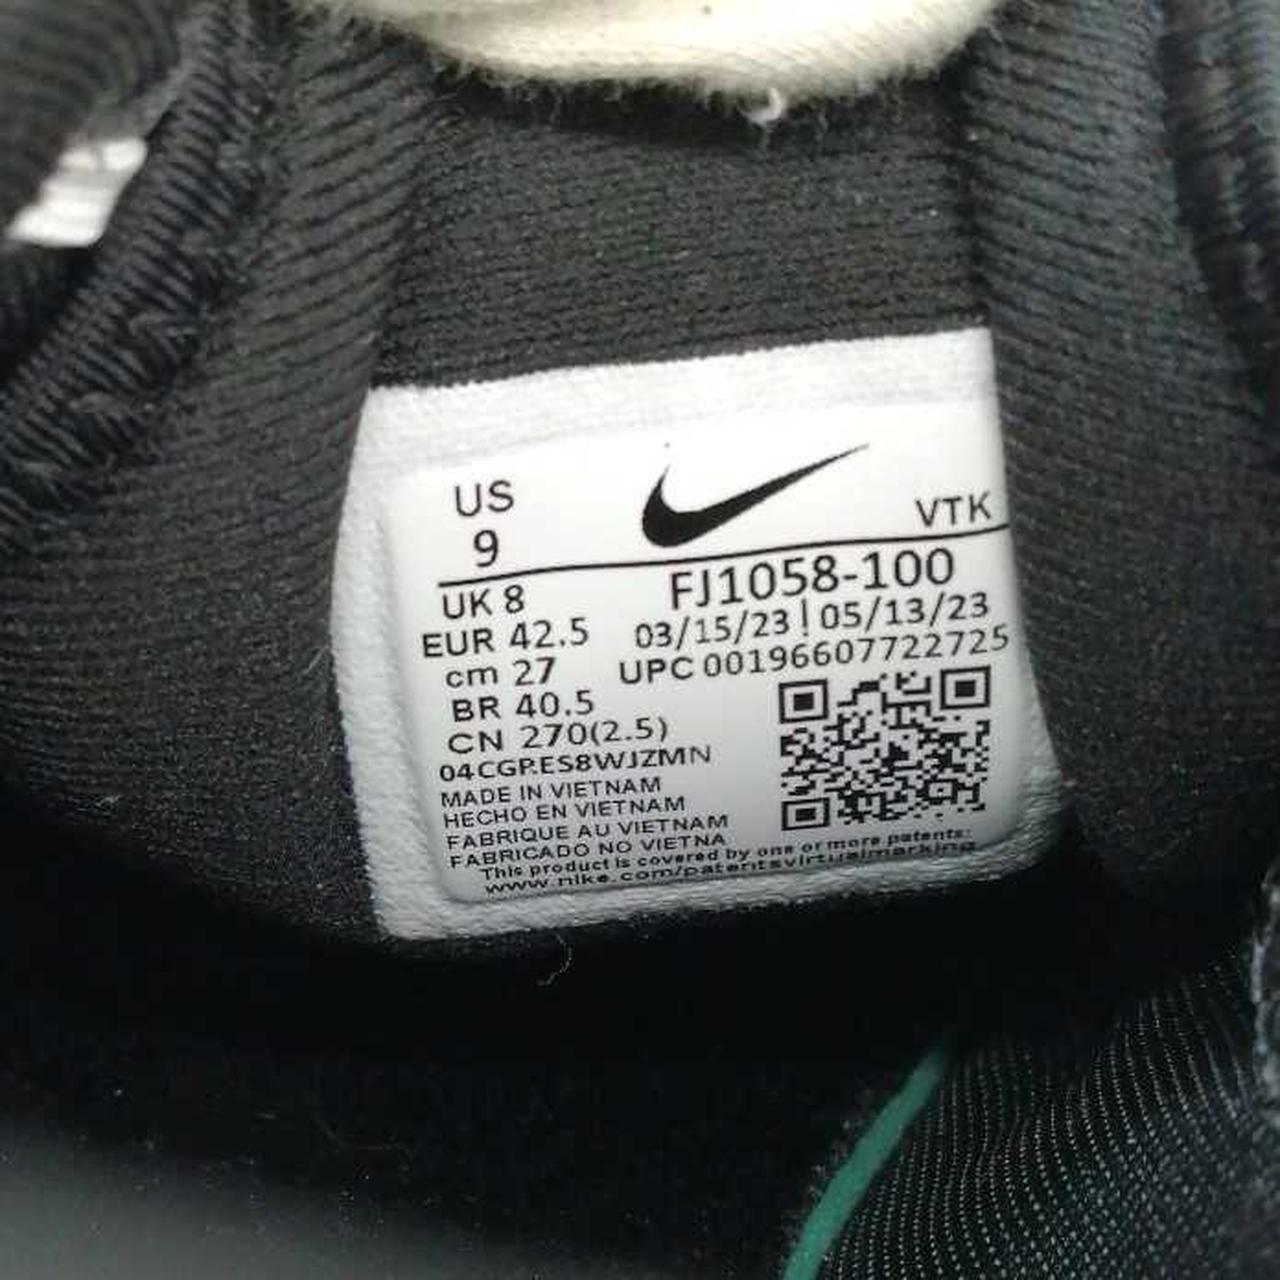 US
9
VTK
UK 8
FJ1058-100
EUR 42.5
03/15/23 | 05/13/23
cm 27
UPC 00196607722725
BR 40.5
CN 270(2.5)
04CGPES8WJZMN
MADE IN VIETNAM
HECHO EN VIETNAM
FABRIQUE AU VIETNAM
FABRICADO NO VIETNA
This product is covered by one or more patents:
www.nike.com/patentsvirtualmarking